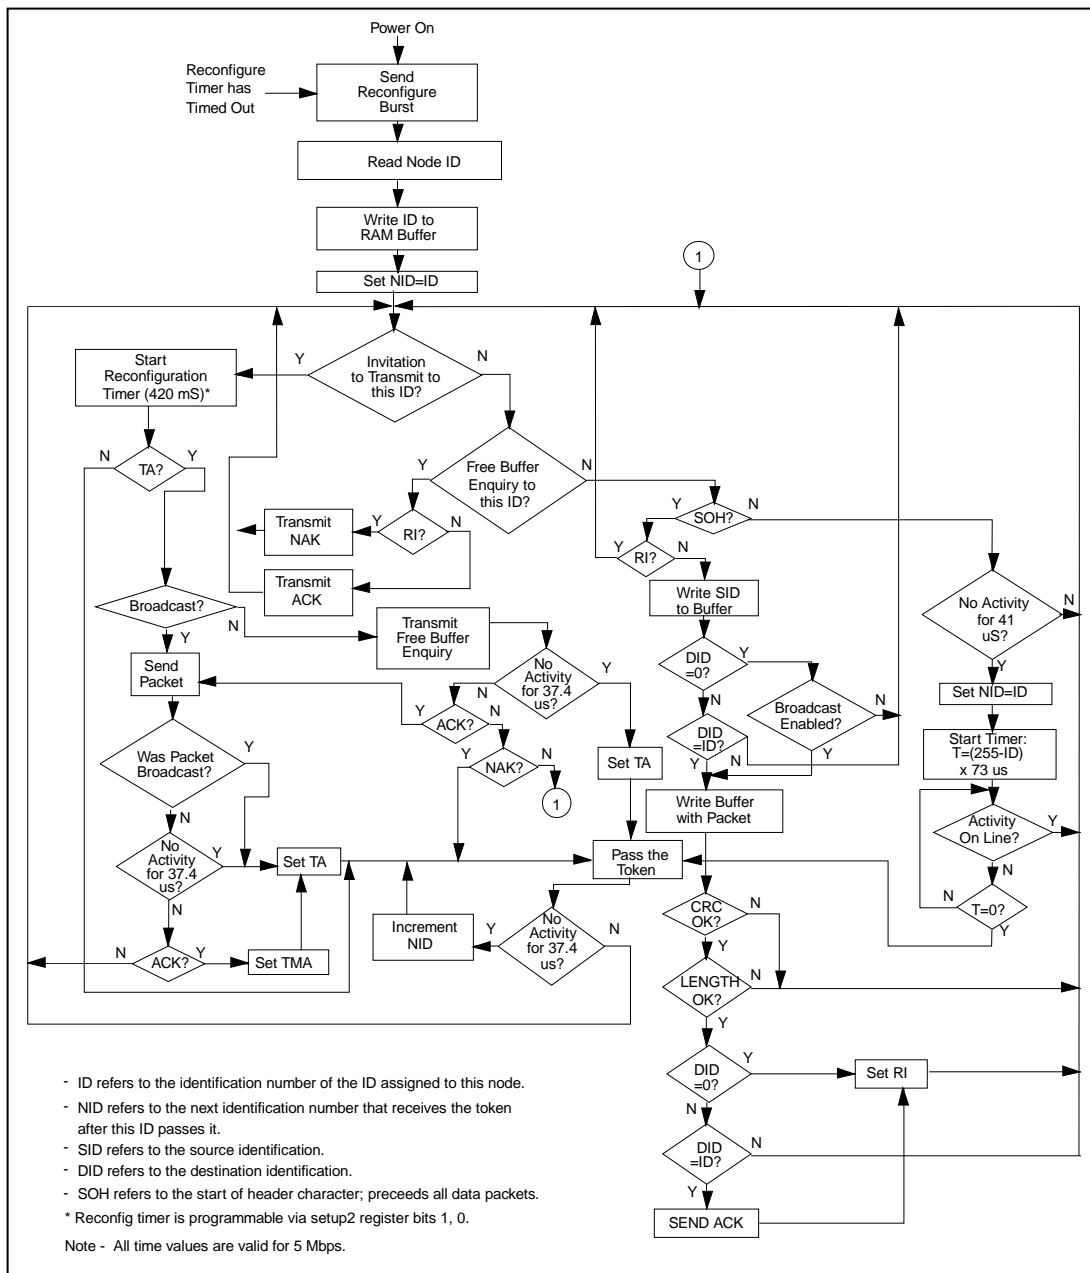 Power On
Reconfigure
Timer has
Timed Out
Send
Reconfigure
Burst
Read Node ID
Write ID to
RAM Buffer
Set NID=ID
1
Start
Reconfiguration
Timer (420 mS)*
Y
Invitation
to Transmit to
this ID?
N
N
TA?
Y
Y
Free Buffer
Enquiry to
this ID?
N
Transmit
NAK
Y
RI?
N
Y
SOH?
N
Transmit
ACK
Y
RI?
N
Write SID
to Buffer
Y
No Activity
for 41
uS?
N
Y
Broadcast?
N
Y
Transmit
Free Buffer
Enquiry
Send
Packet
No
Activity
for 37.4
us?
Y
N
DID
=0?
Y
N
Broadcast
Enabled?
N
Y
Set NID=ID
Y
ACK?
N
DID
=ID?
Y
N
Start Timer:
T=(255-ID)
x 73 us
Was Packet
Broadcast?
Y
N
Y
NAK?
N
1
Set TA
Write Buffer
with Packet
Activity
On Line?
Y
N
No
Activity
for 37.4
us?
Y
N
Set TA
Pass the
Token
N
T=0?
Y
CRC
OK?
N
Y
Increment
NID
Y
No
Activity
for 37.4
us?
N
N
ACK?
Y
Set TMA
LENGTH
OK?
N
Y
DID
=0?
Y
N
Set RI
DID
=ID?
N
Y
SEND ACK
- ID refers to the identification number of the ID assigned to this node.
- NID refers to the next identification number that receives the token
after this ID passes it.
- SID refers to the source identification.
- DID refers to the destination identification.
- SOH refers to the start of header character; preceeds all data packets.
* Reconfig timer is programmable via setup2 register bits 1, 0.
Note - All time values are valid for 5 Mbps.